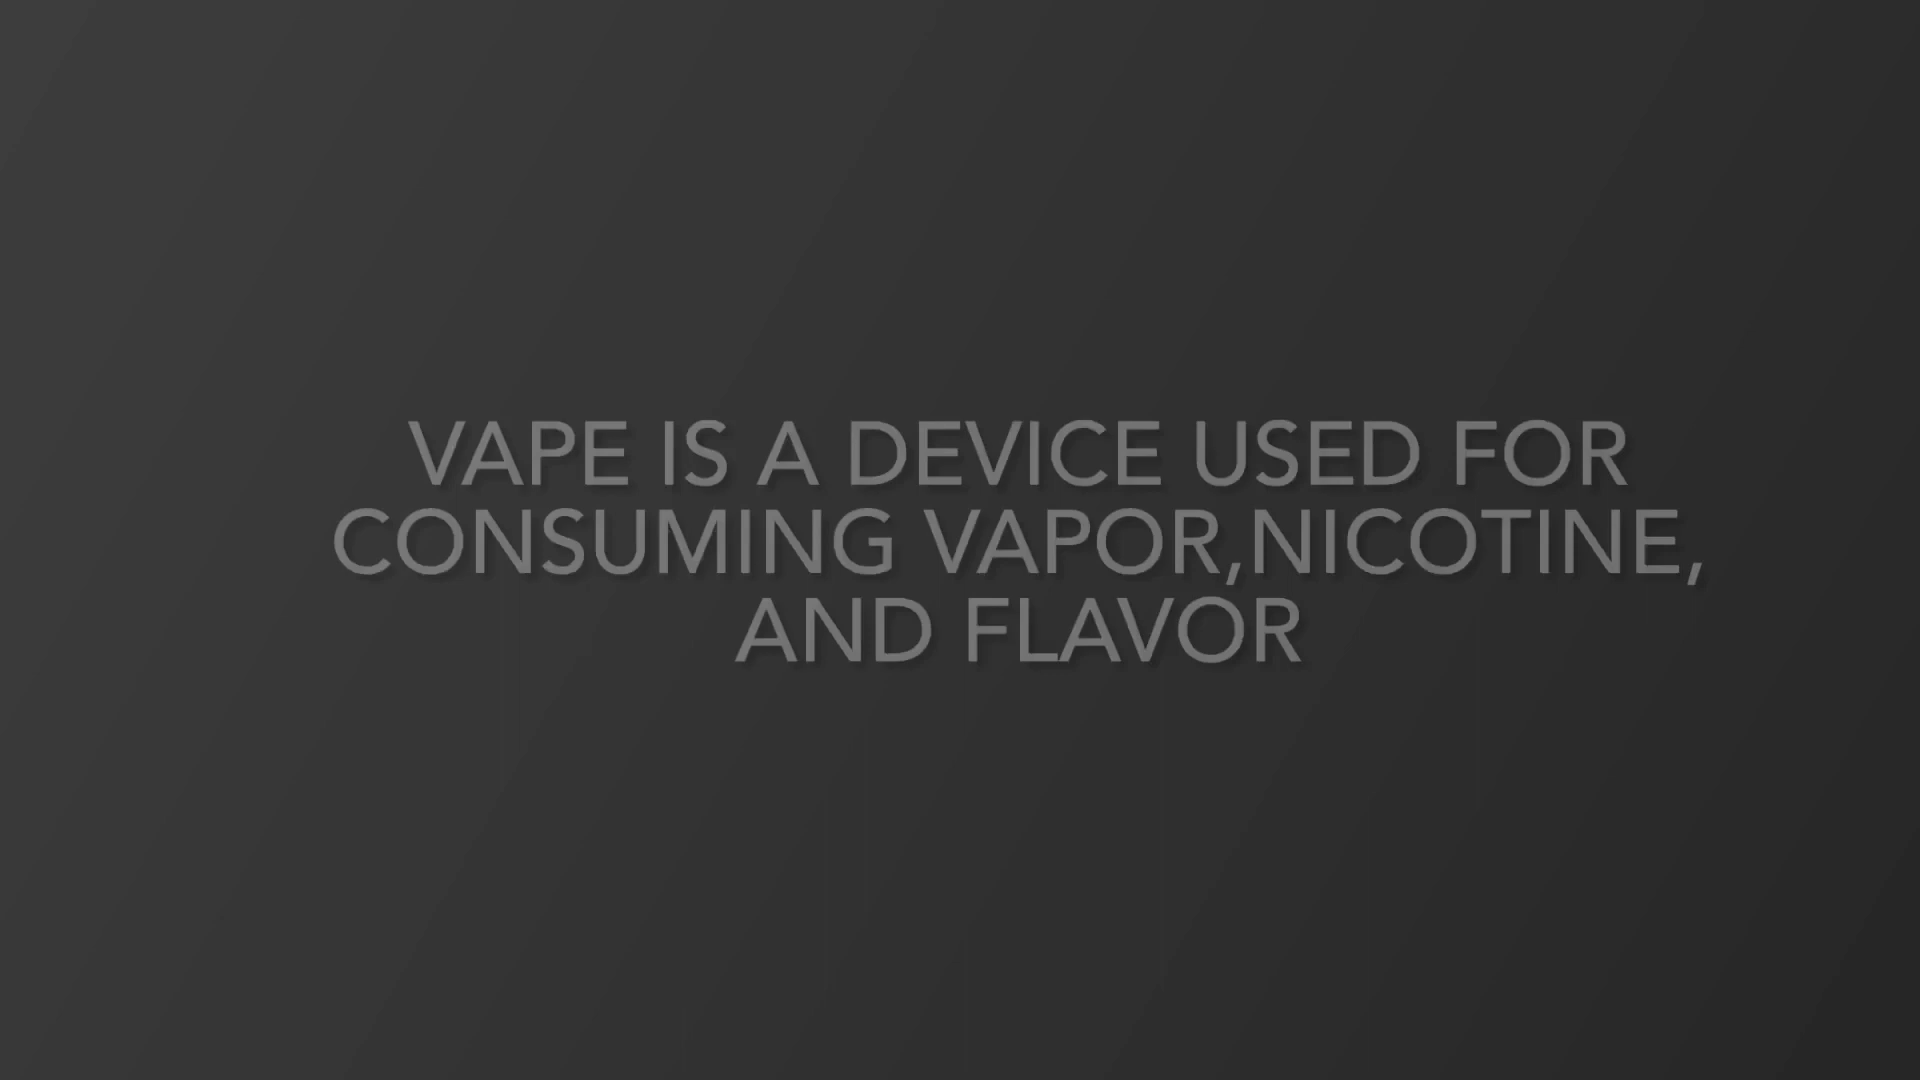 VAPE IS A DEVICE USED FOR
CONSUMING VAPOR,NICOTINE,
AND FLAVOR